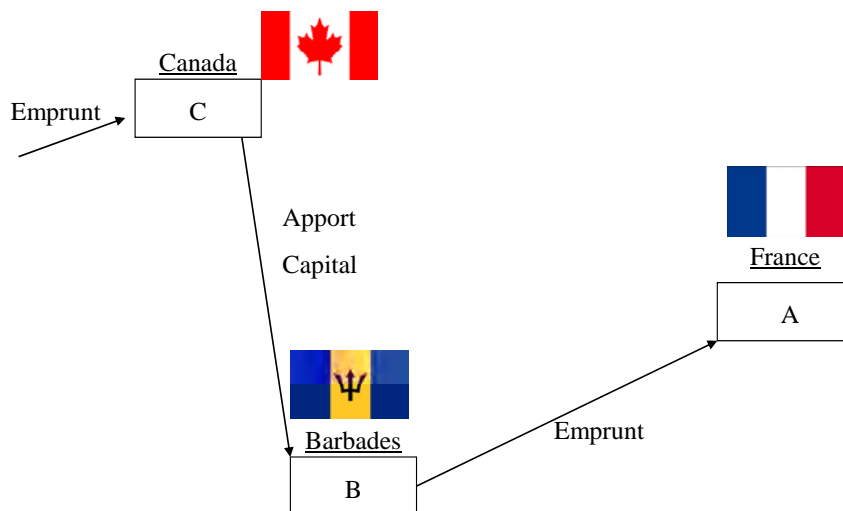 Canada
Emprunt
C
Apport
Capital
France
A
Barbades
Emprunt
B